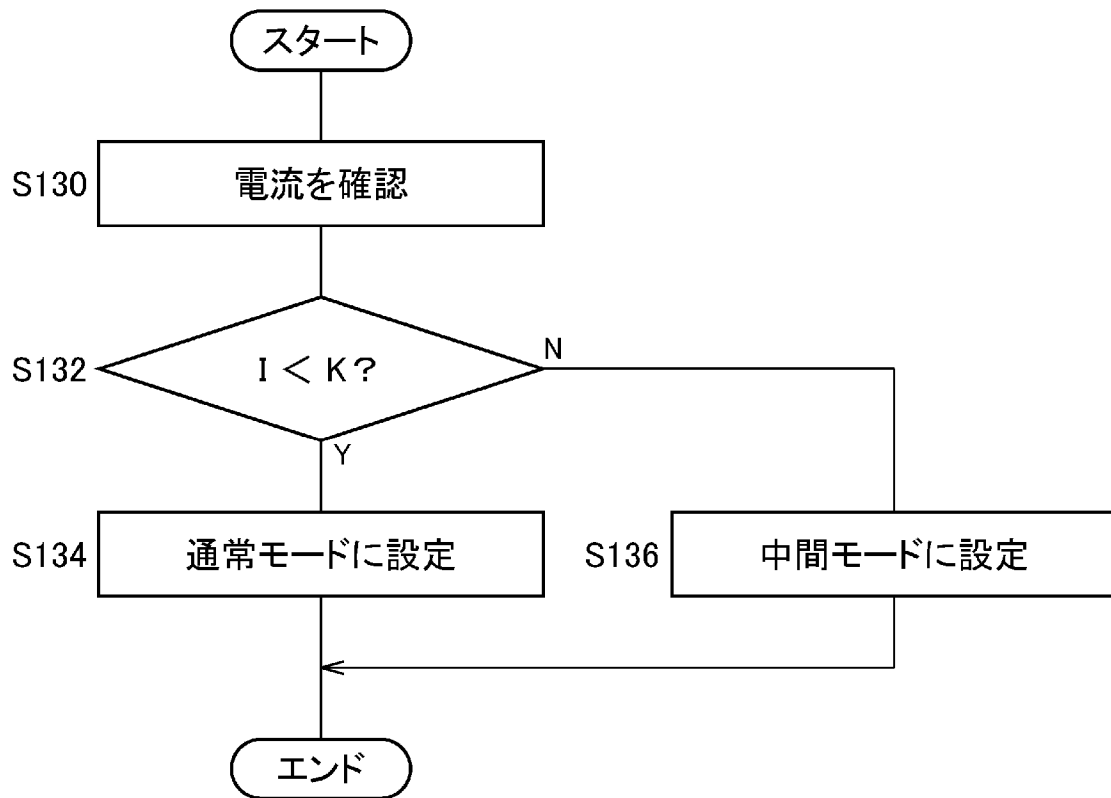 スタート
S130
電流を確認
S132
I < K?
N
Y
S134
通常モードに設定
S136
中間モードに設定
エンド